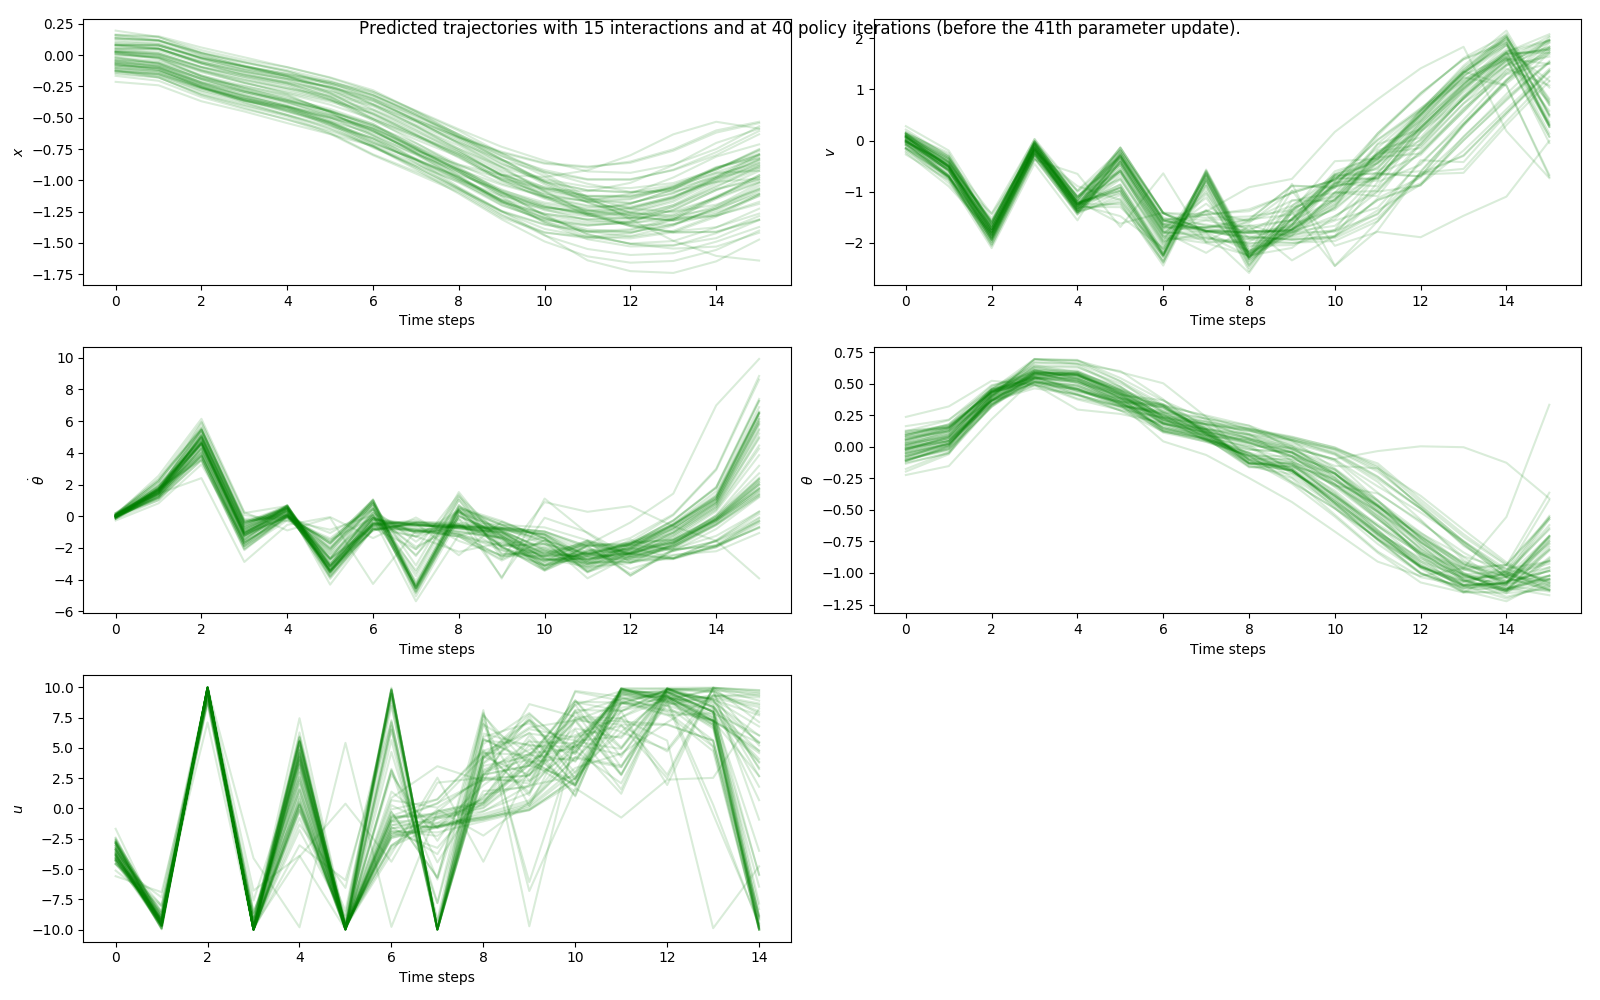 Predicted trajectories with 15 interactions and at 40 policy iterations (before the 41th parameter update).
0.25
0.00
−0.25
−0.50
−0.75
−1.00
−1.25
−1.50
−1.75
x
0 2 4 6 8 10 12 14
Time steps
2
1
0
−1
−2
v
0 2 4 6 8 10 12 14
Time steps
10
8
6
4
2
0
−2
−4
−6
θ̇
0 2 4 6 8 10 12 14
Time steps
0.75
0.50
0.25
0.00
−0.25
−0.50
−0.75
−1.00
−1.25
θ
0 2 4 6 8 10 12 14
Time steps
10.0
7.5
5.0
2.5
0.0
−2.5
−5.0
−7.5
−10.0
u
0 2 4 6 8 10 12 14
Time steps